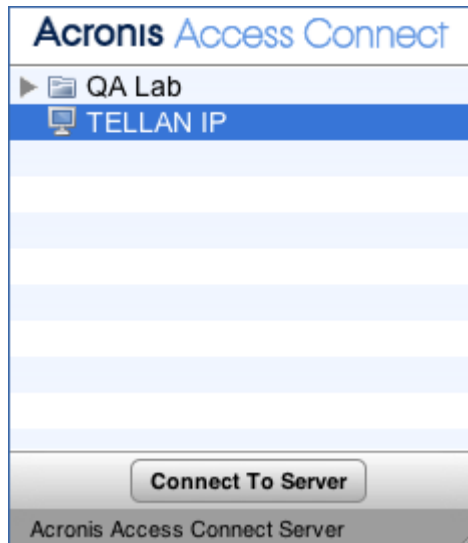 Acronis Access Connect
QA Lab
TELLAN IP
Connect To Server
Acronis Access Connect Server